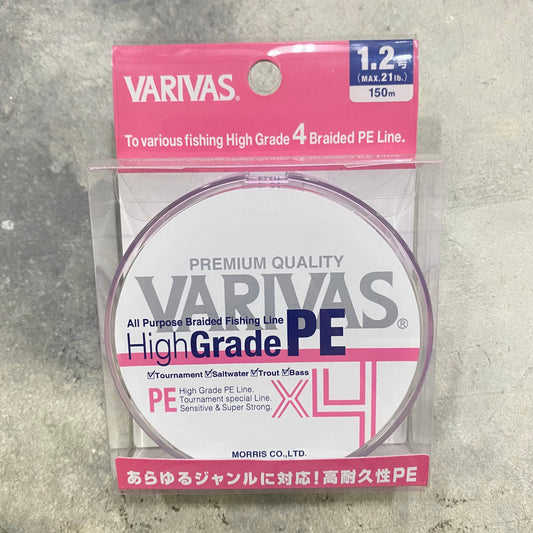 VARIVAS®
1.2号
(MAX.21lb.)
150m
To various fishing High Grade 4 Braided PE Line.
PREMIUM QUALITY
VARIVAS®
All Purpose Braided Fishing Line
HighGrade PE
☑Tournament ☑Saltwater ☑Trout ☑Bass
PE High Grade PE Line.
Tournament special Line.
Sensitive & Super Strong.
X4
MORRIS CO.,LTD.
あらゆるジャンルに対応!高耐久性PE